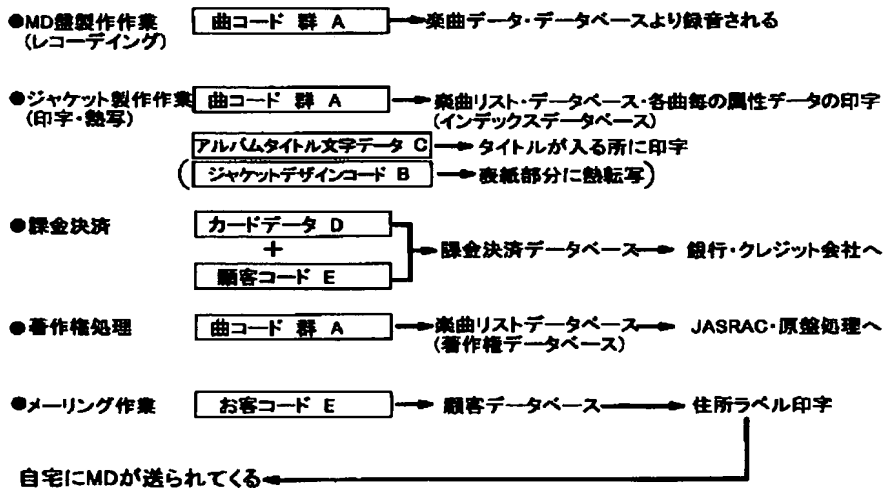 ●MD盤製作作業 曲コード 群 A 楽曲データ・データベースより録音される
(レコーデイング)
●ジャケット製作作業 曲コード 群 A 楽曲リスト・データベース・各曲毎の属性データの印字
(印字・熱写) (インデックスデータベース)
アルバムタイトル文字データ C タイトルが入る所に印字
(ジャケットデザインコード B 表紙部分に熱転写)
●課金決済 カードデータ D
+ 課金決済データベース 銀行・クレジット会社へ
顧客コード E
●著作権処理 曲コード 群 A 楽曲リストデータベース JASRAC・原盤処理へ
(著作権データベース)
●メーリング作業 お客コード E 顧客データベース 住所ラベル印字
自宅にMDが送られてくる